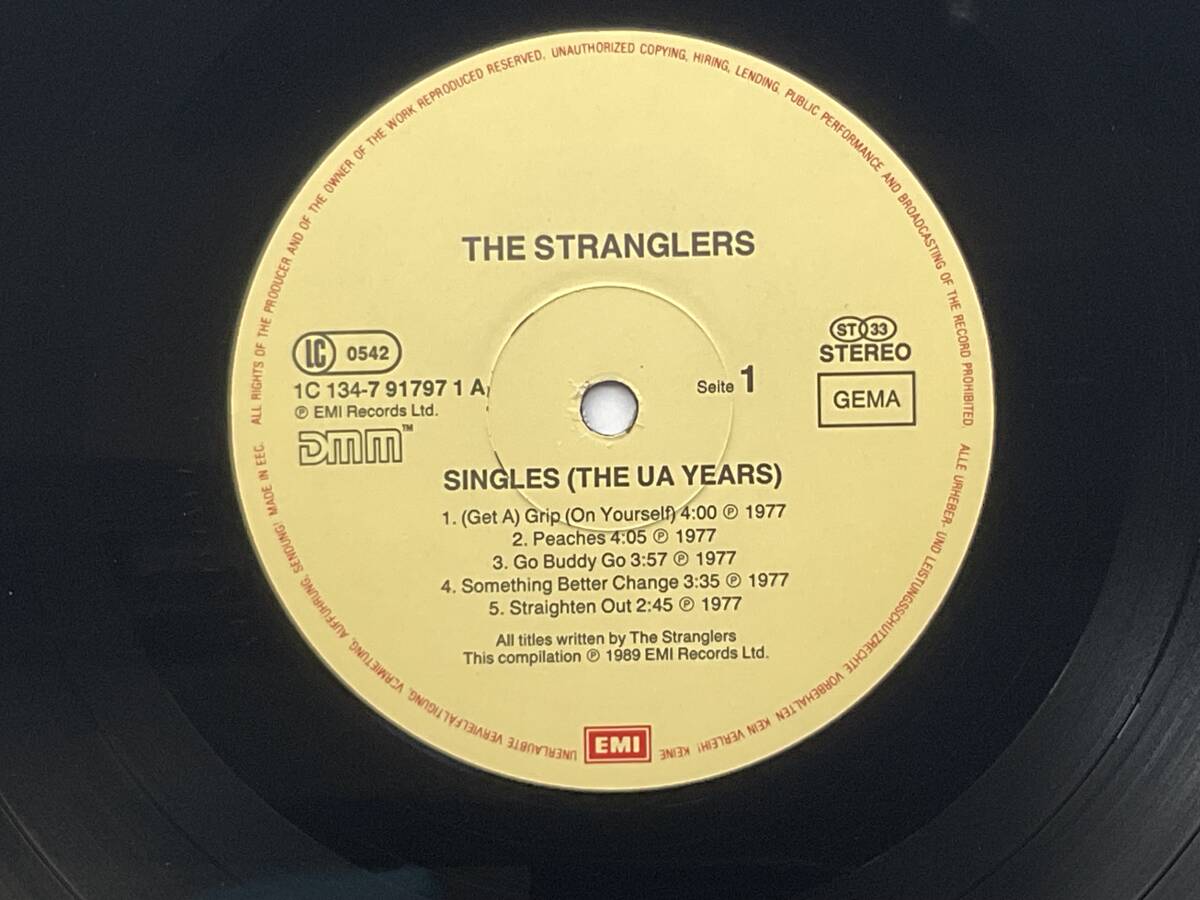 ALL RIGHTS OF THE PRODUCER AND OF THE OWNER OF THE WORK REPRODUCED RESERVED. UNAUTHORIZED COPYING, HIRING, LENDING, PUBLIC PERFORMANCE AND BROADCASTING OF THE RECORD PROHIBITED.
THE STRANGLERS
LC 0542
1C 134-7 91797 1 A
℗ EMI Records Ltd.
DMM™
Seite 1
ST 33
STEREO
GEMA
SINGLES (THE UA YEARS)
1. (Get A) Grip (On Yourself) 4:00 ℗ 1977
2. Peaches 4:05 ℗ 1977
3. Go Buddy Go 3:57 ℗ 1977
4. Something Better Change 3:35 ℗ 1977
5. Straighten Out 2:45 ℗ 1977
All titles written by The Stranglers
This compilation ℗ 1989 EMI Records Ltd.
EMI
ALLE URHEBER- UND LEISTUNGSSCHUTZRECHTE VORBEHALTEN. KEIN VERLEIH! KEINE UNERLAUBTE VERVIELFÄLTIGUNG, VERMIETUNG, AUFFÜHRUNG, SENDUNG! MADE IN EEC.